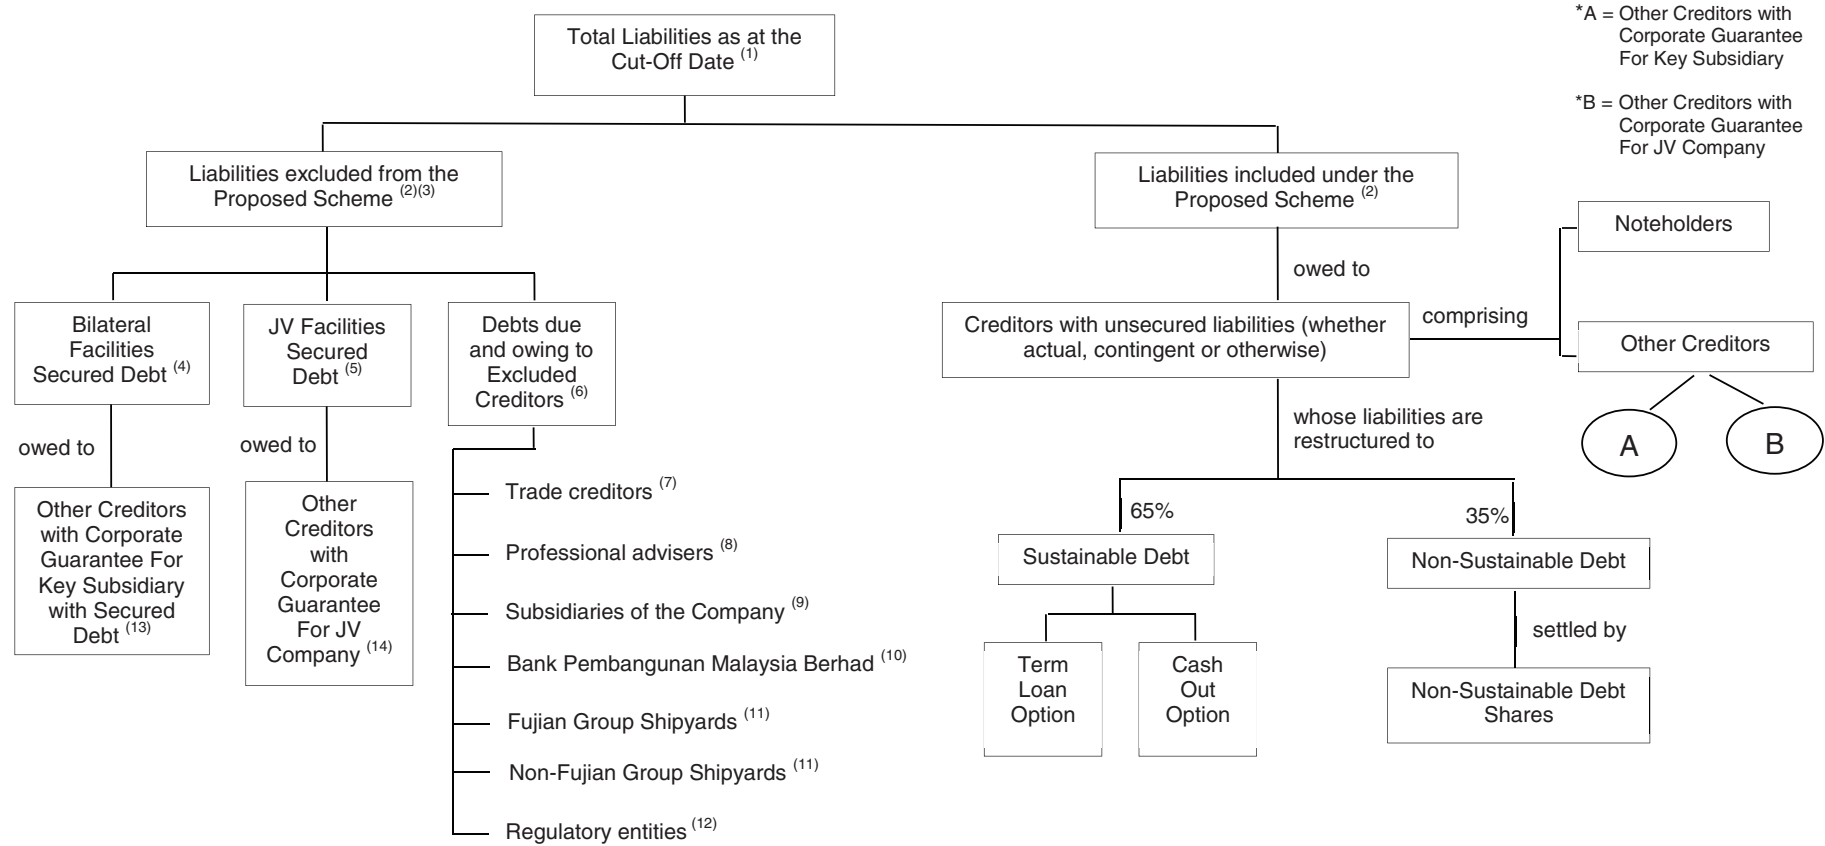 Total Liabilities as at the
Cut-Off Date (1)
*A = Other Creditors with
Corporate Guarantee
For Key Subsidiary
*B = Other Creditors with
Corporate Guarantee
For JV Company
Liabilities excluded from the
Proposed Scheme (2)(3)
Liabilities included under the
Proposed Scheme (2)
Bilateral
Facilities
Secured Debt (4)
JV Facilities
Secured
Debt (5)
Debts due
and owing to
Excluded
Creditors (6)
owed to
owed to
Other Creditors
with Corporate
Guarantee For
Key Subsidiary
with Secured
Debt (13)
Other
Creditors
with
Corporate
Guarantee
For JV
Company (14)
Trade creditors (7)
Professional advisers (8)
Subsidiaries of the Company (9)
Bank Pembangunan Malaysia Berhad (10)
Fujian Group Shipyards (11)
Non-Fujian Group Shipyards (11)
Regulatory entities (12)
owed to
Creditors with unsecured liabilities (whether
actual, contingent or otherwise)
comprising
Noteholders
Other Creditors
A
B
whose liabilities are
restructured to
65%
35%
Sustainable Debt
Non-Sustainable Debt
Term
Loan
Option
Cash
Out
Option
settled by
Non-Sustainable Debt
Shares